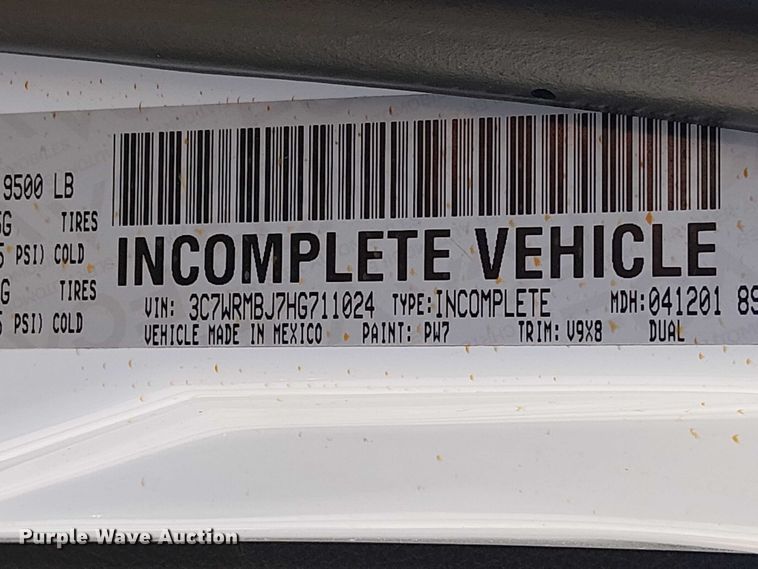 9500 LB
TIRES
PSI) COLD
INCOMPLETE VEHICLE
G TIRES
VIN: 3C7WRMBJ7HG711024 TYPE:INCOMPLETE MDH:041201 89
PSI) COLD
VEHICLE MADE IN MEXICO PAINT: PW7 TRIM: V9X8 DUAL
Purple Wave Auction